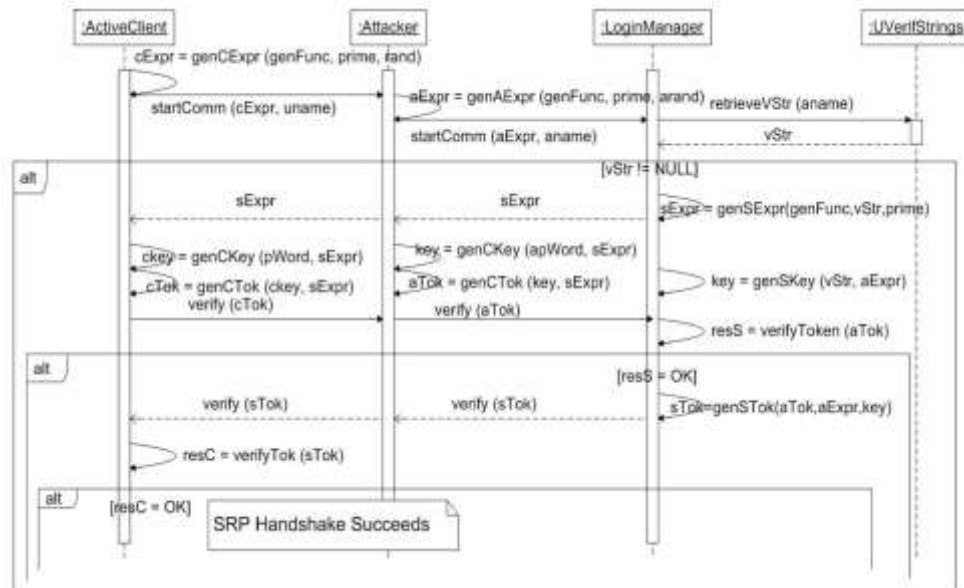 :ActiveClient
:Attacker
:LoginManager
:UVerifStrings
cExpr = genCExpr (genFunc, prime, rand)
startComm (cExpr, uname)
aExpr = genAExpr (genFunc, prime, arand)
retrieveVStr (aname)
startComm (aExpr, aname)
vStr
alt
[vStr != NULL]
sExpr
sExpr
sExpr = genSExpr(genFunc,vStr,prime)
ckey = genCKey (pWord, sExpr)
key = genCKey (apWord, sExpr)
cTok = genCTok (ckey, sExpr)
aTok = genCTok (key, sExpr)
key = genSKey (vStr, aExpr)
verify (cTok)
verify (aTok)
resS = verifyToken (aTok)
alt
[resS = OK]
verify (sTok)
verify (sTok)
sTok=genSTok(aTok,aExpr,key)
resC = verifyTok (sTok)
alt
[resC = OK]
SRP Handshake Succeeds